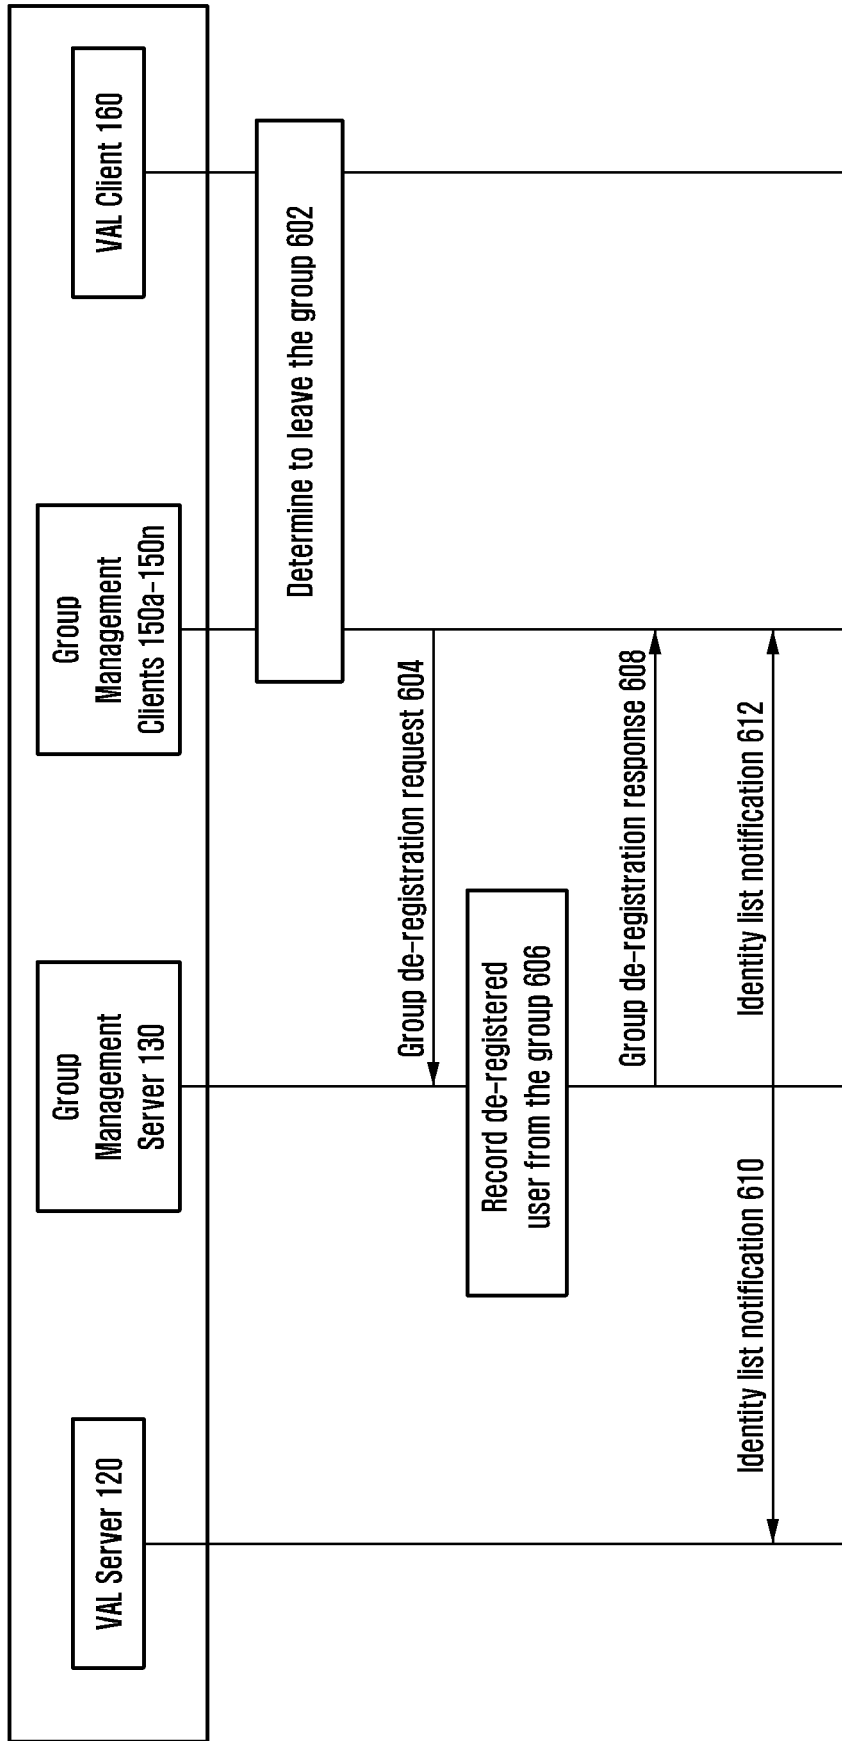 VAL Server 120
Group
Management
Server 130
Group
Management
Clients 150a-150n
VAL Client 160
Determine to leave the group 602
Group de-registration request 604
Record de-registered
user from the group 606
Group de-registration response 608
Identity list notification 610
Identity list notification 612